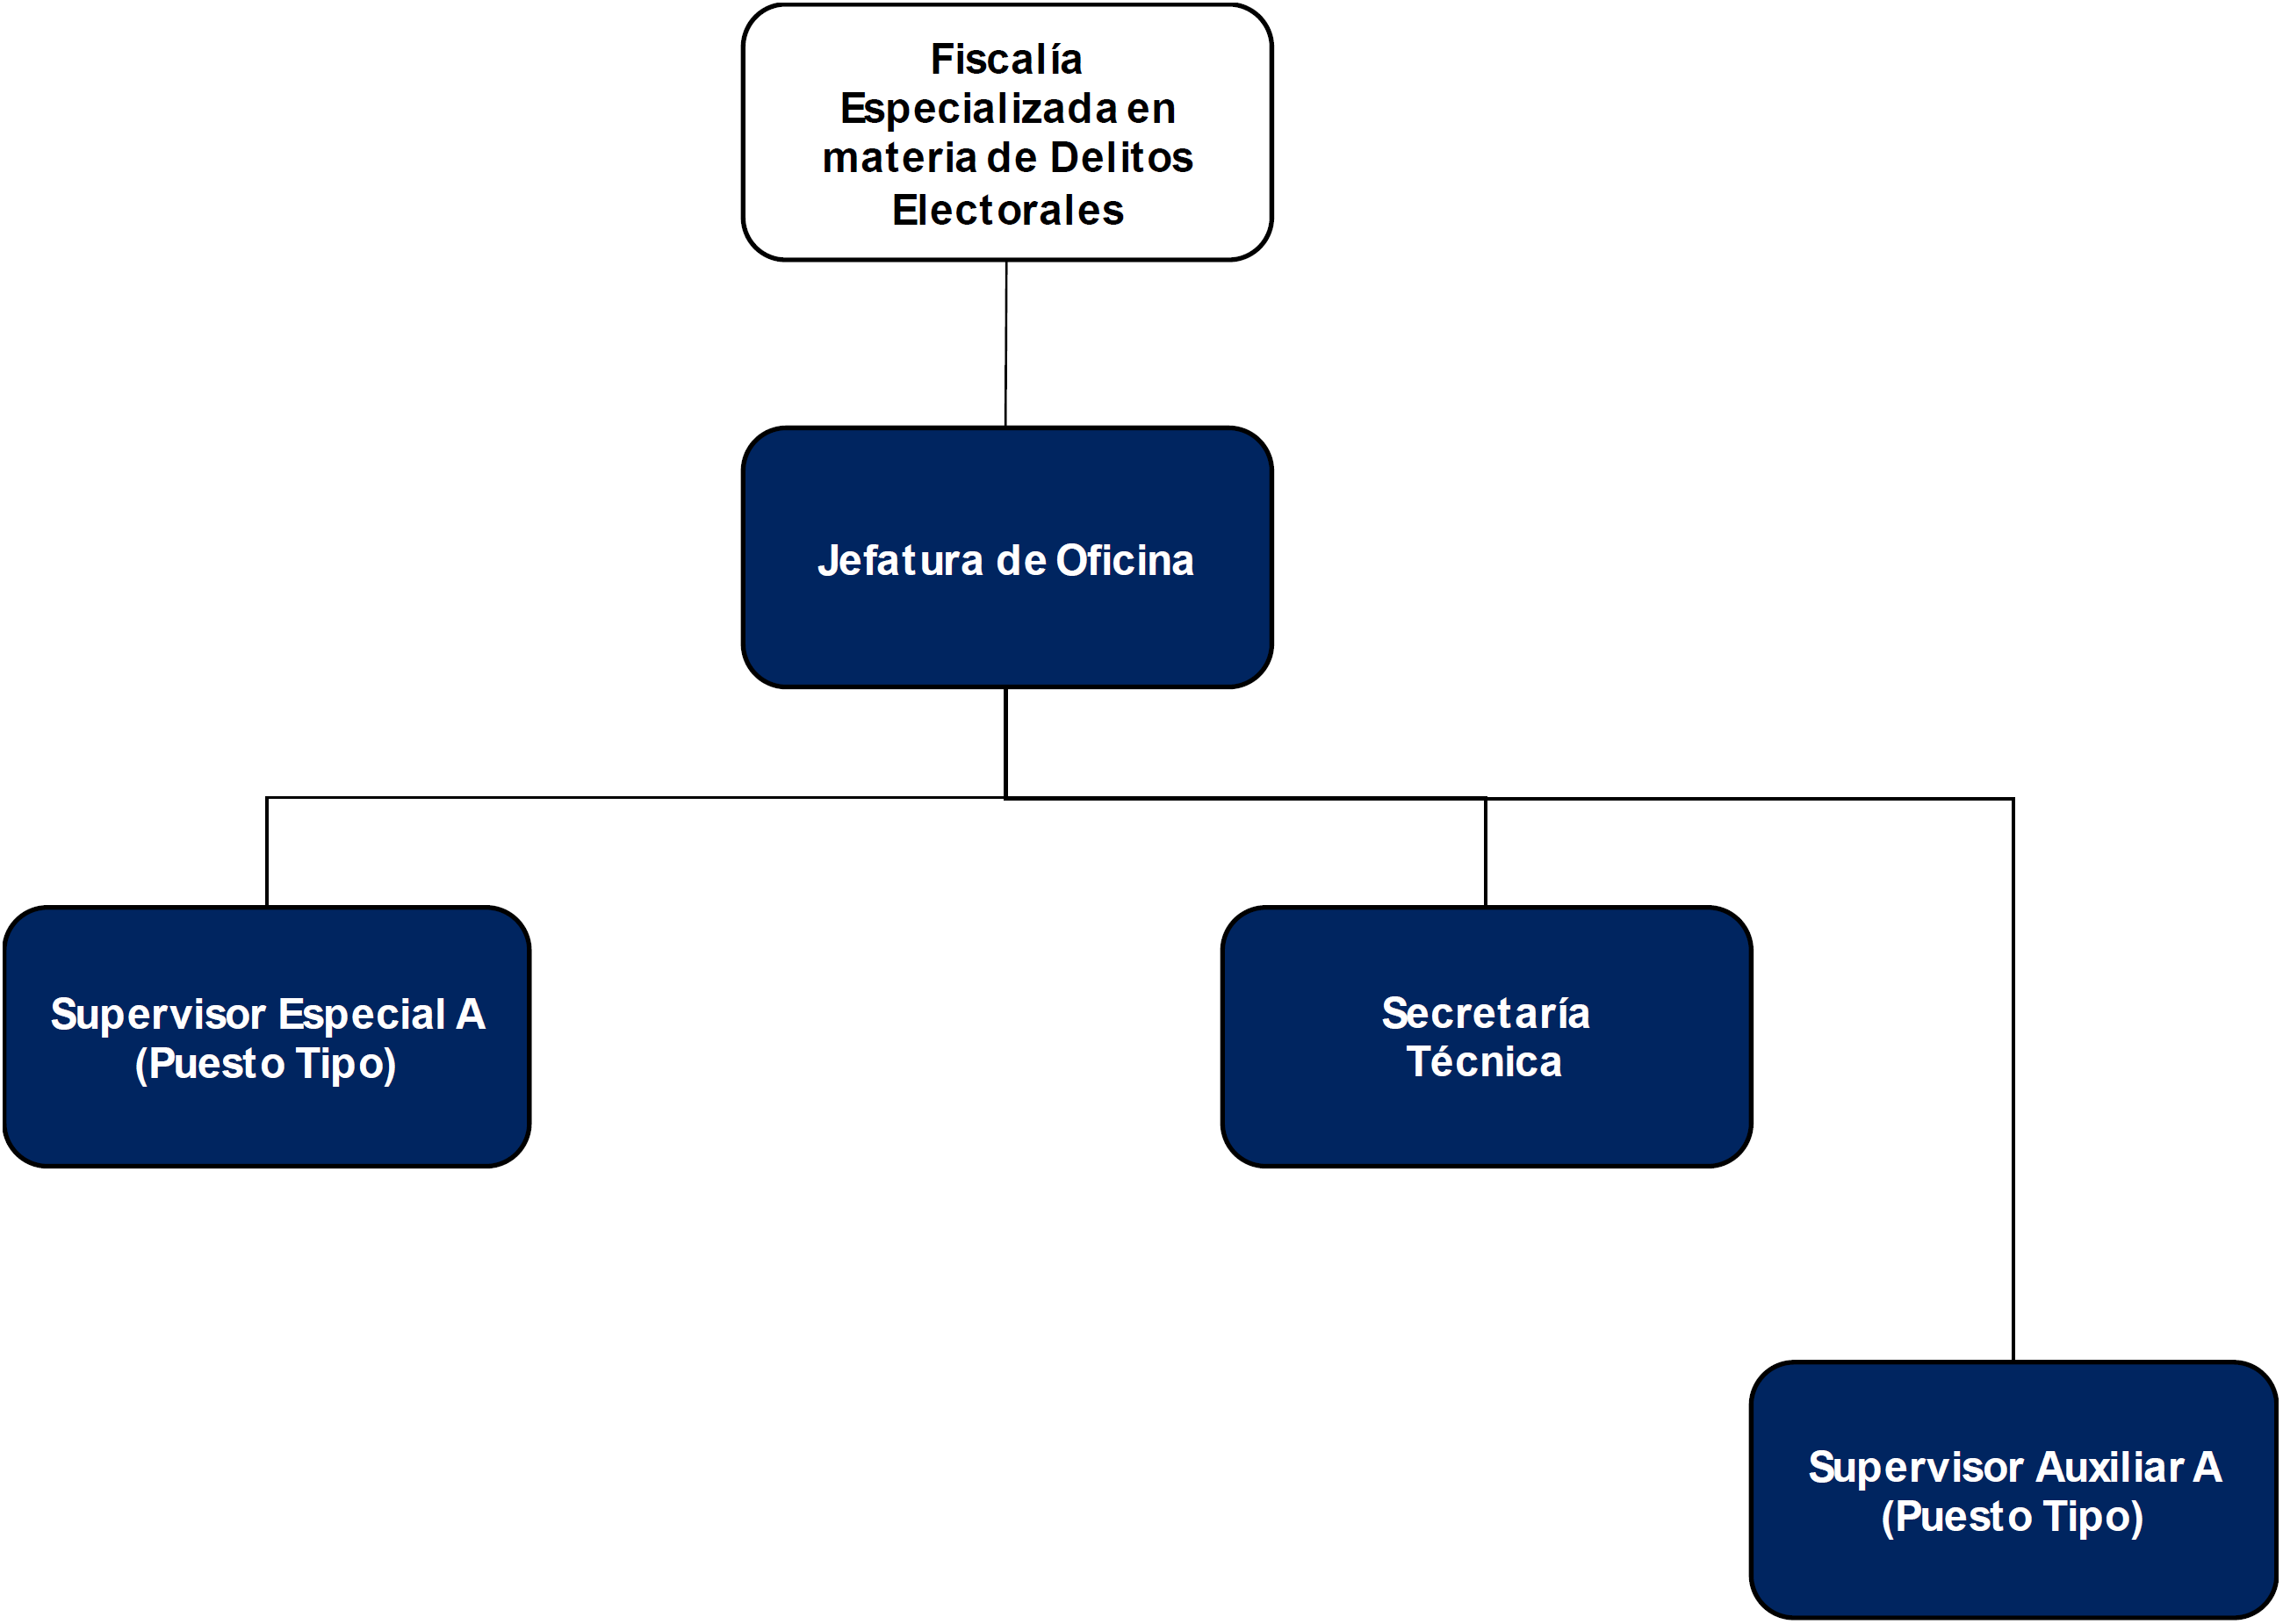 Fiscalía
Especializada en
materia de Delitos
Electorales
Jefatura de Oficina
Supervisor Especial A
(Puesto Tipo)
Secretaría
Técnica
Supervisor Auxiliar A
(Puesto Tipo)